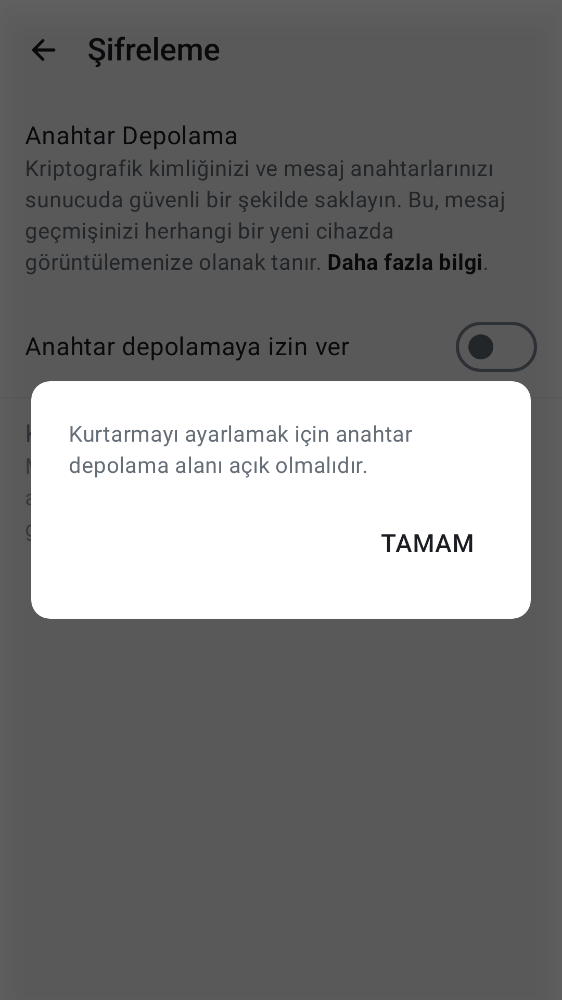 Şifreleme
Anahtar Depolama
Kriptografik kimliğinizi ve mesaj anahtarlarınızı
sunucuda güvenli bir şekilde saklayın. Bu, mesaj
geçmişinizi herhangi bir yeni cihazda
görüntülemenize olanak tanır. Daha fazla bilgi.
Anahtar depolamaya izin ver
Kurtarmayı ayarlamak için anahtar
depolama alanı açık olmalıdır.
TAMAM